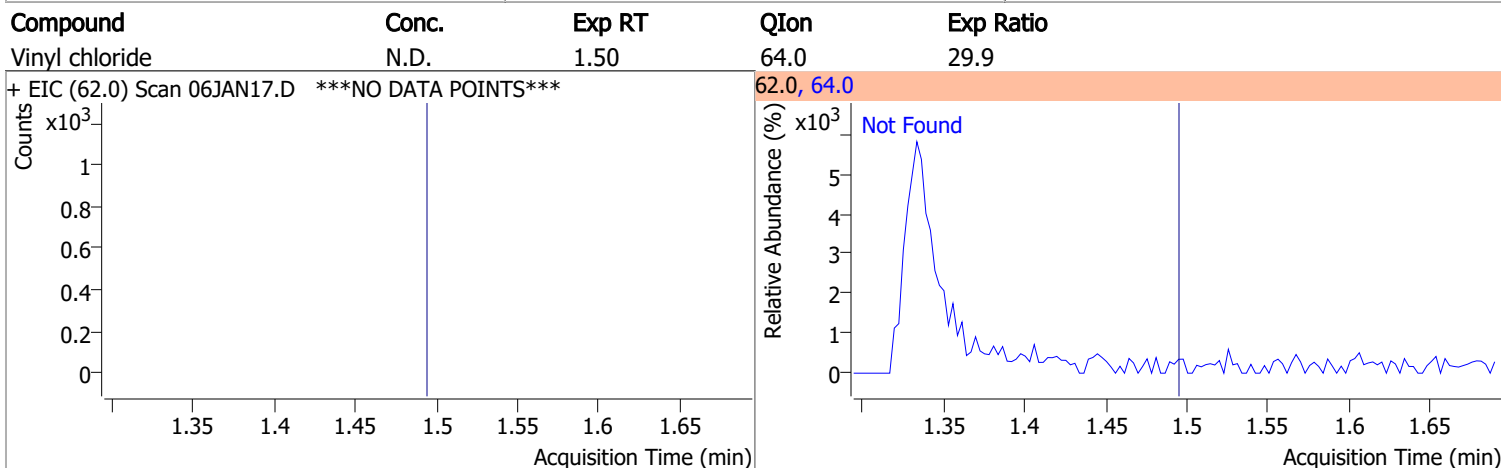 Compound Conc. Exp RT QIon Exp Ratio
Vinyl chloride N.D. 1.50 64.0 29.9
+ EIC (62.0) Scan 06JAN17.D ***NO DATA POINTS***
Counts
x10³
1
0.8
0.6
0.4
0.2
0
1.35 1.4 1.45 1.5 1.55 1.6 1.65
Acquisition Time (min)
62.0, 64.0
Relative Abundance (%)
x10³
Not Found
5
4
3
2
1
0
1.35 1.4 1.45 1.5 1.55 1.6 1.65
Acquisition Time (min)